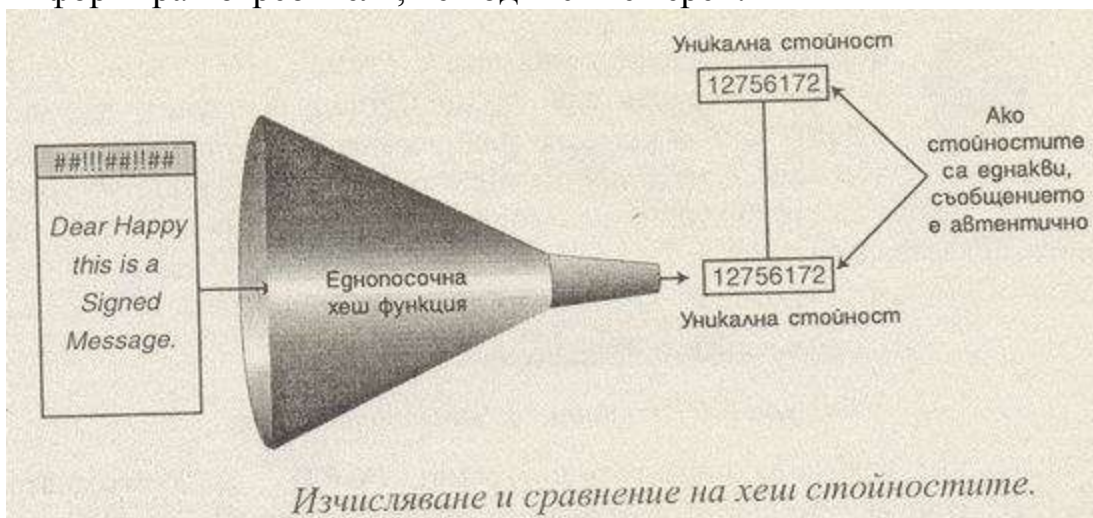 Уникална стойност
12756172
Ако
стойностите
са еднакви,
съобщението
е автентично
##!!!##!!##
Dear Happy
this is a
Signed
Message.
Еднопосочна
хеш функция
12756172
Уникална стойност
Изчисляване и сравнение на хеш стойностите.